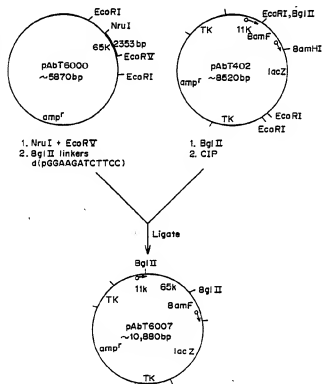 EcoRI
NruI
65K
2353bp
EcoRV
EcoRI
pAbT6000
~5870bp
ampr
EcoRI, BglII
TK
11K
BamF
BamHI
lacZ
pAbT402
~8520bp
ampr
EcoRI
EcoRI
TK
1. NruI + EcoRV
2. BglII linkers
d(pGGAAGATCTTCC)
1. BglII
2. CIP
Ligate
BglII
11k
65k
BglII
TK
BamF
pAbT6007
~10,880bp
ampr
lacZ
TK